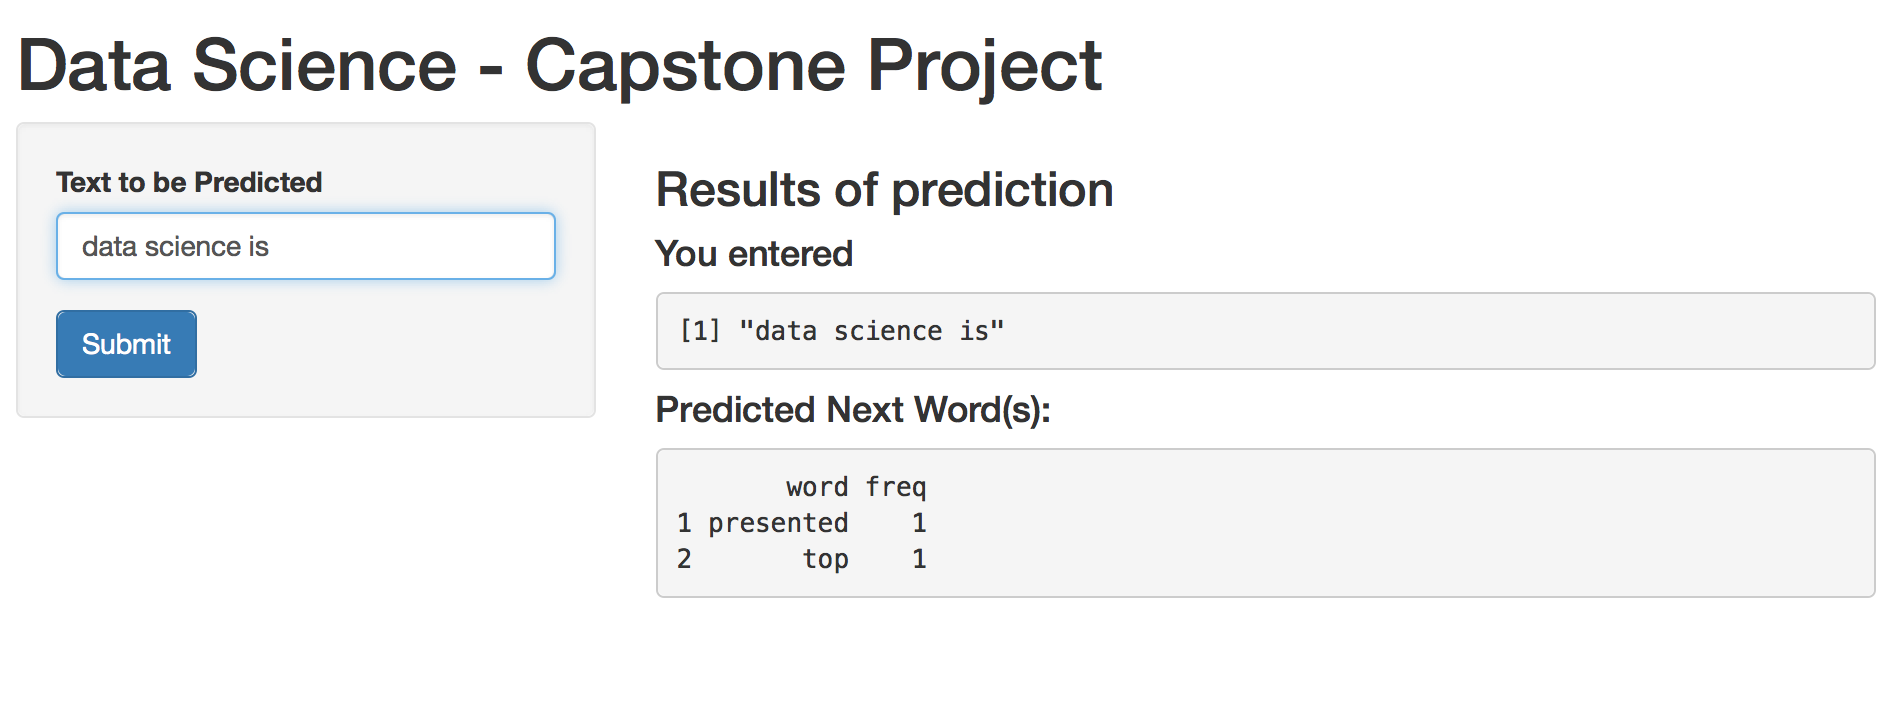 Data Science - Capstone Project
Text to be Predicted
data science is
Submit
Results of prediction
You entered
[1] "data science is"
Predicted Next Word(s):
word freq
1 presented 1
2 top 1